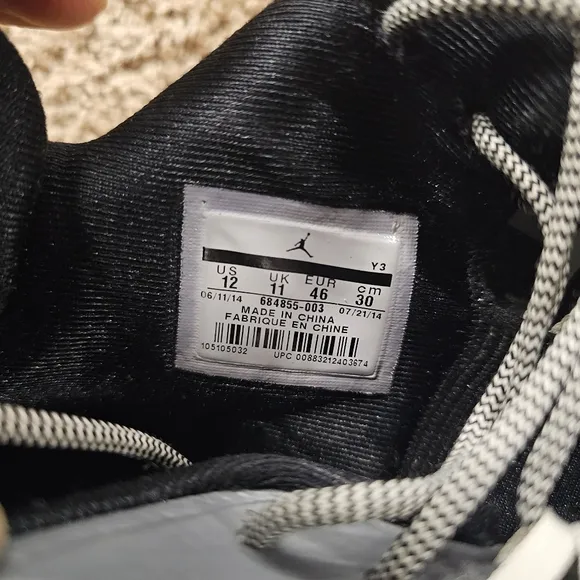 Y3
US UK EUR cm
12 11 46 30
06/11/14 684855-003 07/21/14
MADE IN CHINA
FABRIQUE EN CHINE
105105032 UPC 00883212403674